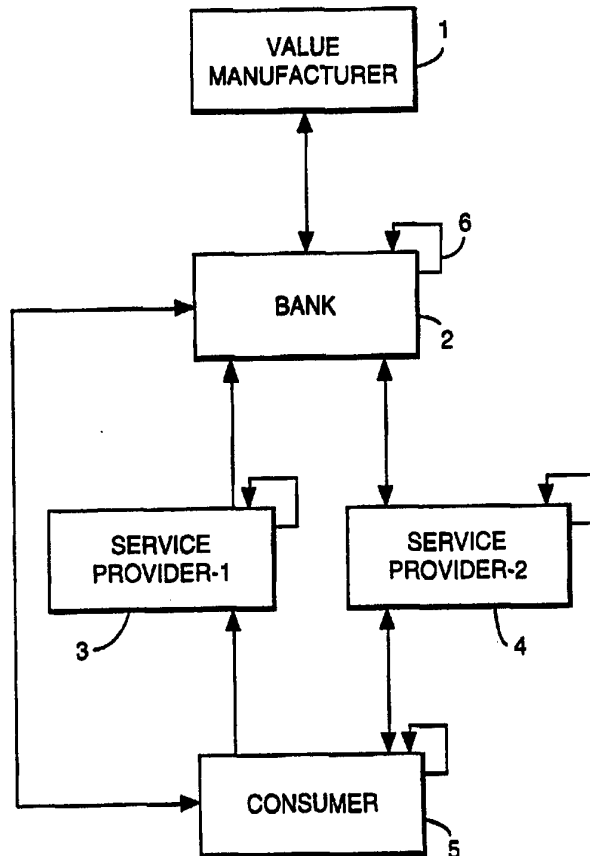 VALUE
MANUFACTURER
1
6
BANK
2
SERVICE
PROVIDER-1
3
SERVICE
PROVIDER-2
4
CONSUMER
5